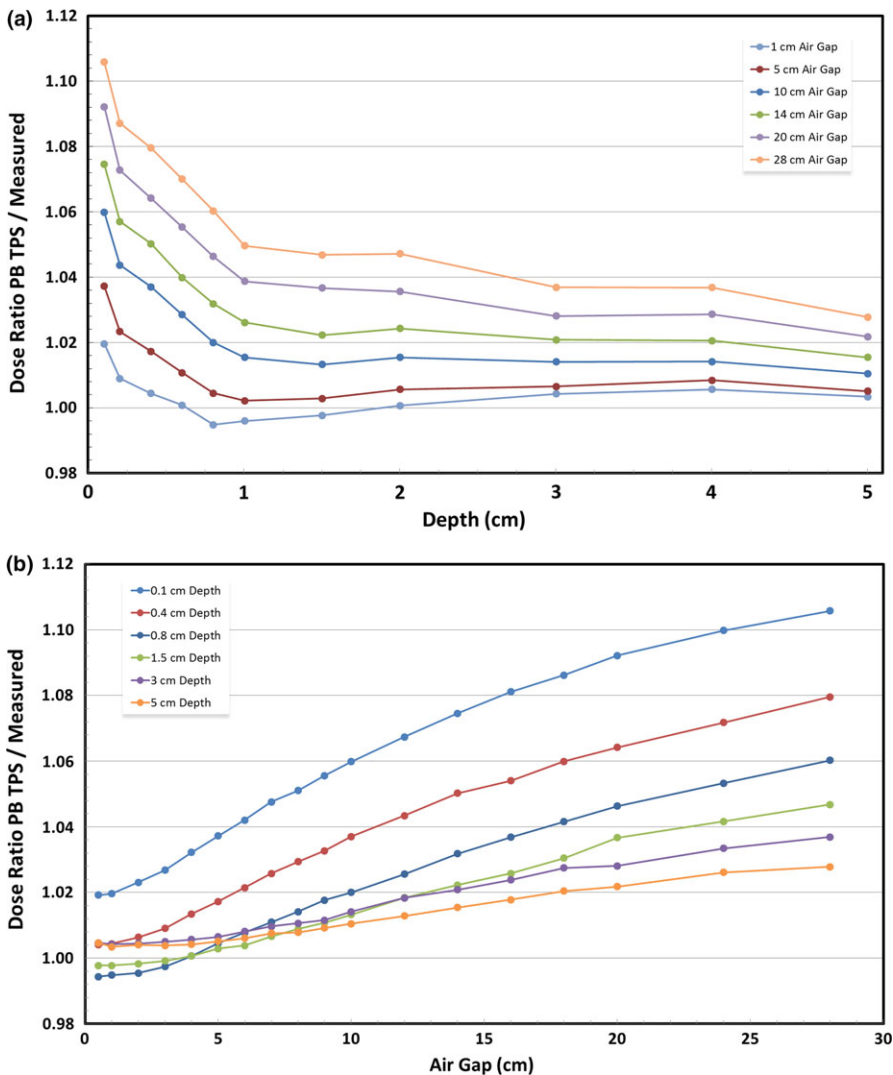 (a)
1.12
1.10
1.08
1.06
1.04
1.02
1.00
0.98
Dose Ratio PB TPS / Measured
1 cm Air Gap
5 cm Air Gap
10 cm Air Gap
14 cm Air Gap
20 cm Air Gap
28 cm Air Gap
0 1 2 3 4 5
Depth (cm)
(b)
1.12
1.10
1.08
1.06
1.04
1.02
1.00
0.98
Dose Ratio PB TPS / Measured
0.1 cm Depth
0.4 cm Depth
0.8 cm Depth
1.5 cm Depth
3 cm Depth
5 cm Depth
0 5 10 15 20 25 30
Air Gap (cm)